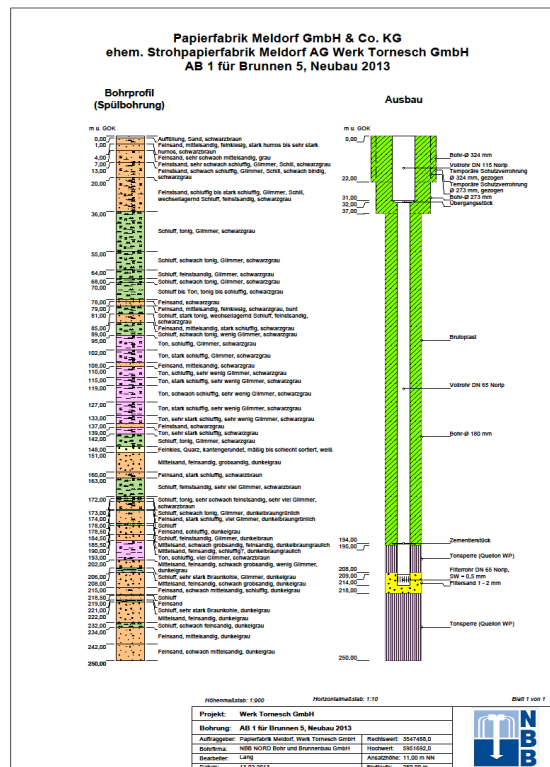 Papierfabrik Meldorf GmbH & Co. KG
ehem. Strohpapierfabrik Meldorf AG Werk Tornesch GmbH
AB 1 für Brunnen 5, Neubau 2013
Bohrprofil
(Spülbohrung)
Ausbau
m u. GOK
m u. GOK
0,00
Auffüllung, Sand, schwarzbraun
1,00
Feinsand, mittelsandig, feinkiesig, stark humos bis sehr stark
humos, schwarzbraun
4,00
Feinsand, sehr schwach mittelsandig, grau
7,00
Feinstsand, sehr schwach schluffig, Glimmer, Schill, schwarzgrau
13,00
Feinstsand, schwach schluffig, Glimmer, Schill, schwach bindig,
schwarzgrau
20,00
Feinstsand, schluffig bis stark schluffig, Glimmer, Schill,
wechsellagernd Schluff, feinstsandig, schwarzgrau
36,00
Schluff, tonig, Glimmer, schwarzgrau
55,00
Schluff, schwach tonig, Glimmer, schwarzgrau
64,00
Schluff, feinstsandig, Glimmer, schwarzgrau
68,00
Schluff, schwach tonig, Glimmer, schwarzgrau
70,00
Schluff bis Ton, tonig bis schluffig, schwarzgrau
78,00
Feinsand, schwarzgrau
79,00
Feinsand, mittelsandig, feinkiesig, schwarzgrau, bunt
81,00
Schluff, stark tonig, wechsellagernd Schluff, feinstsandig,
schwarzgrau
85,00
Feinsand, mittelsandig, stark schluffig, schwarzgrau
89,00
Schluff, schwach tonig, wenig Glimmer, schwarzgrau
95,00
Ton, schluffig, Glimmer, schwarzgrau
102,00
Ton, stark schluffig, Glimmer, schwarzgrau
108,00
Feinsand, mittelsandig, schwarzgrau
110,00
Ton, schluffig, sehr wenig Glimmer, schwarzgrau
115,00
Ton, stark schluffig, sehr wenig Glimmer, schwarzgrau
119,00
Ton, schwach schluffig, sehr wenig Glimmer, schwarzgrau
127,00
Ton, stark schluffig, sehr wenig Glimmer, schwarzgrau
133,00
Ton, sehr stark schluffig, sehr wenig Glimmer, schwarzgrau
137,00
Feinstsand, schwarzgrau
139,00
Ton, sehr stark schluffig, schwarzgrau
142,00
Schluff, tonig, Glimmer, schwarzgrau
148,00
Feinkies, Quarz, kantengerundet, mäßig bis schlecht sortiert, weiß
151,00
Mittelsand, feinsandig, grobsandig, dunkelgrau
160,00
Feinsand, stark schluffig, schwarzgrau
163,00
Schluff, feinstsandig, sehr viel Glimmer, schwarzgrau
172,00
Schluff, tonig, sehr schwach feinstsandig, sehr viel Glimmer,
schwarzbraun
173,00
Schluff, schwach tonig, Glimmer, dunkelbraungrünlich
174,00
Feinsand, stark schluffig, viel Glimmer, dunkelbraungrünlich
178,00
Schluff
178,50
Feinsand, schluffig, dunkelgrau
184,50
Schluff, feinstsandig, Glimmer, dunkelbraun
185,50
Mittelsand, schwach grobsandig, feinsandig, dunkelbraungraulich
190,00
Mittelsand, feinsandig, schluffig?, dunkelbraungraulich
193,00
Ton, schluffig, viel Glimmer, schwarzbraun
202,00
Mittelsand, feinsandig, schwach grobsandig, wenig Glimmer,
dunkelgrau
206,00
Schluff, sehr stark Braunkohle, Glimmer, dunkelgrau
208,00
Mittelsand, feinsandig, schwach grobsandig, dunkelgrau
215,00
Feinsand, schwach mittelsandig, schluffig, dunkelgrau
218,50
Schluff
219,00
Feinsand
221,00
Schluff, sehr stark Braunkohle, dunkelgrau
222,00
Mittelsand, feinsandig, dunkelgrau
232,00
Schluff, schwach feinsandig, dunkelgrau
234,00
Feinsand, mittelsandig, dunkelgrau
242,00
Feinsand, schwach mittelsandig, dunkelgrau
250,00
0,00
Bohr-Ø 324 mm
Vollrohr DN 115 Norip
Temporäre Schutzverrohrung
Ø 324 mm, gezogen
22,00
Temporäre Schutzverrohrung
Ø 273 mm, gezogen
31,00
Bohr-Ø 273 mm
32,00
Übergangsstück
37,00
Brutoplast
Vollrohr DN 65 Norip
Bohr-Ø 180 mm
194,00
Zementierstück
195,00
Tonsperre (Quellon WP)
208,00
Filterrohr DN 65 Norip,
209,00
SW = 0,5 mm
214,00
Filtersand 1 - 2 mm
218,00
Tonsperre (Quellon WP)
250,00
Höhenmaßstab: 1:900
Horizontalmaßstab: 1:10
Blatt 1 von 1
Projekt: Werk Tornesch GmbH
Bohrung: AB 1 für Brunnen 5, Neubau 2013
Auftraggeber: Papierfabrik Meldorf, Werk Tornesch GmbH
Rechtswert: 3547488,0
Bohrfirma: NBB NORD Bohr und Brunnenbau GmbH
Hochwert: 5951692,0
Bearbeiter: Lang
Ansatzhöhe: 11,00 m NN
NBB